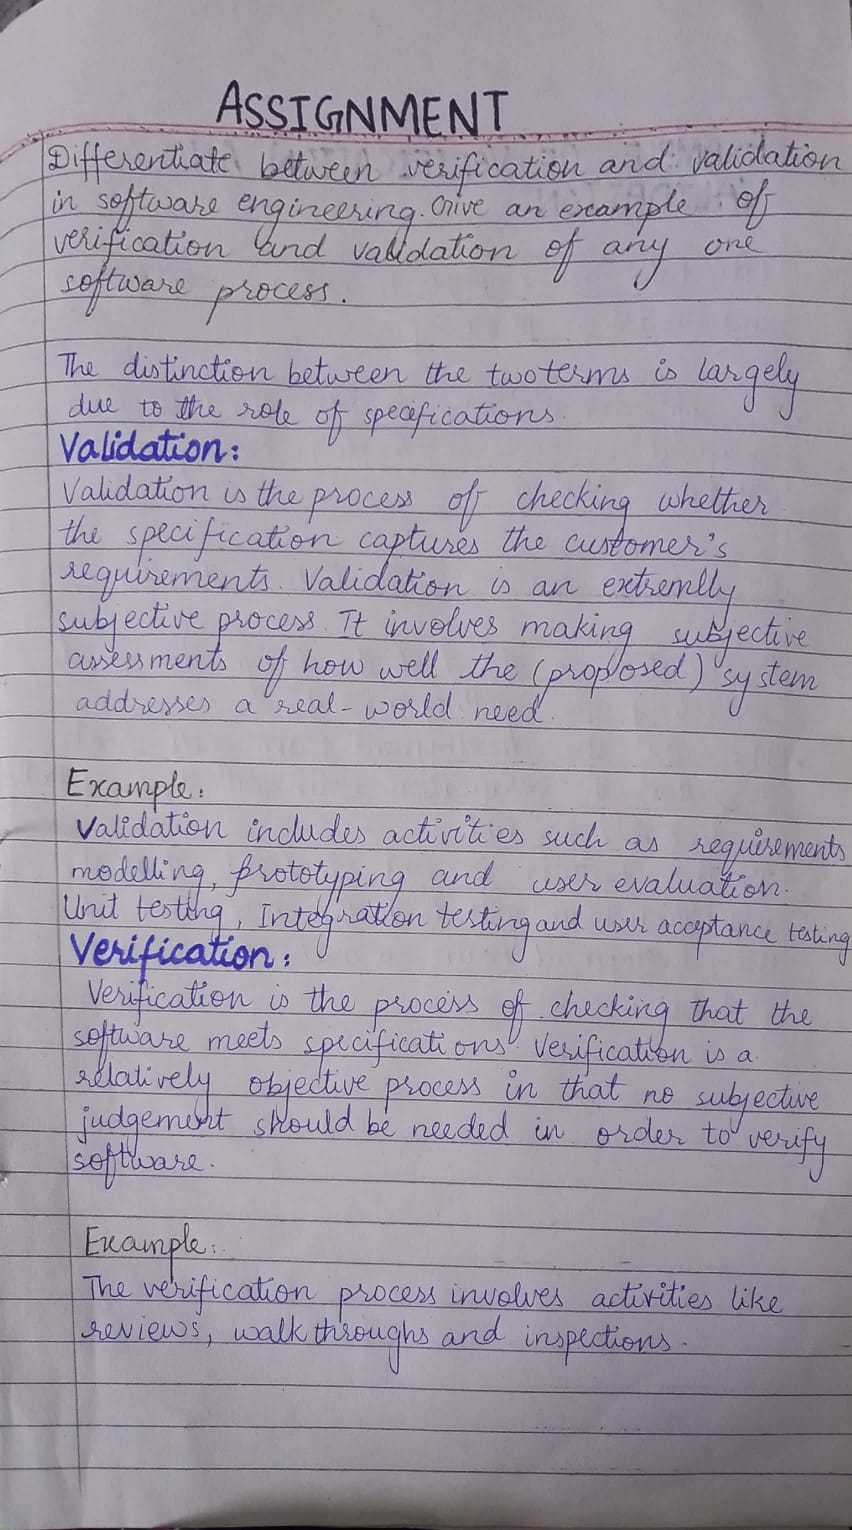 ASSIGNMENT
Differentiate between verification and validation
in software engineering. Give an example of
verification and validation of any one
software process.
The distinction between the two terms is largely
due to the role of specifications.
Validation:
Validation is the process of checking whether
the specification captures the customer's
requirements. Validation is an extremlly
subjective process. It involves making subjective
assessments of how well the (proposed) system
addresses a real-world need.
Example:
Validation includes activities such as requirements
modelling, prototyping and user evaluation.
Unit testing, Integration testing and user acceptance testing
Verification:
Verification is the process of checking that the
software meets specifications. Verification is a
relatively objective process in that no subjective
judgement should be needed in order to verify
software.
Example:
The verification process involves activities like
reviews, walk throughs and inspections.